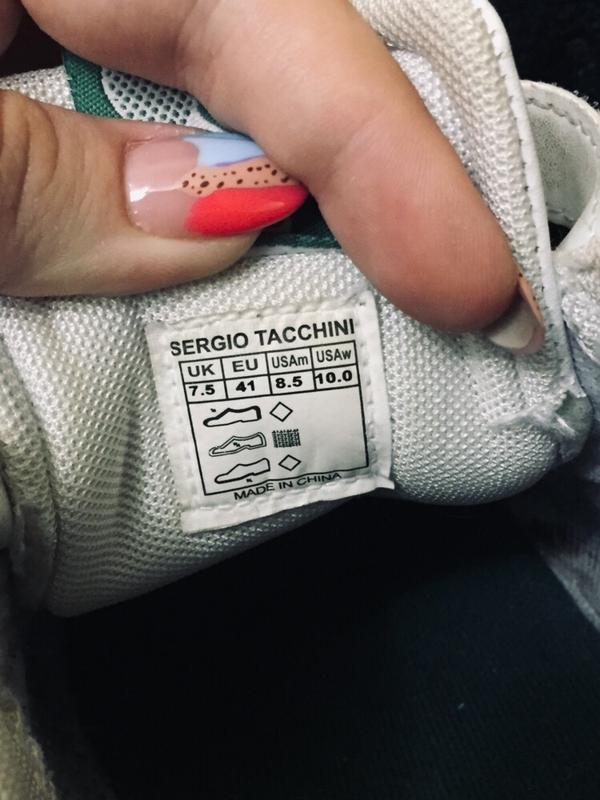 SERGIO TACCHINI
UK EU USAm USAw
7.5 41 8.5 10.0
MADE IN CHINA